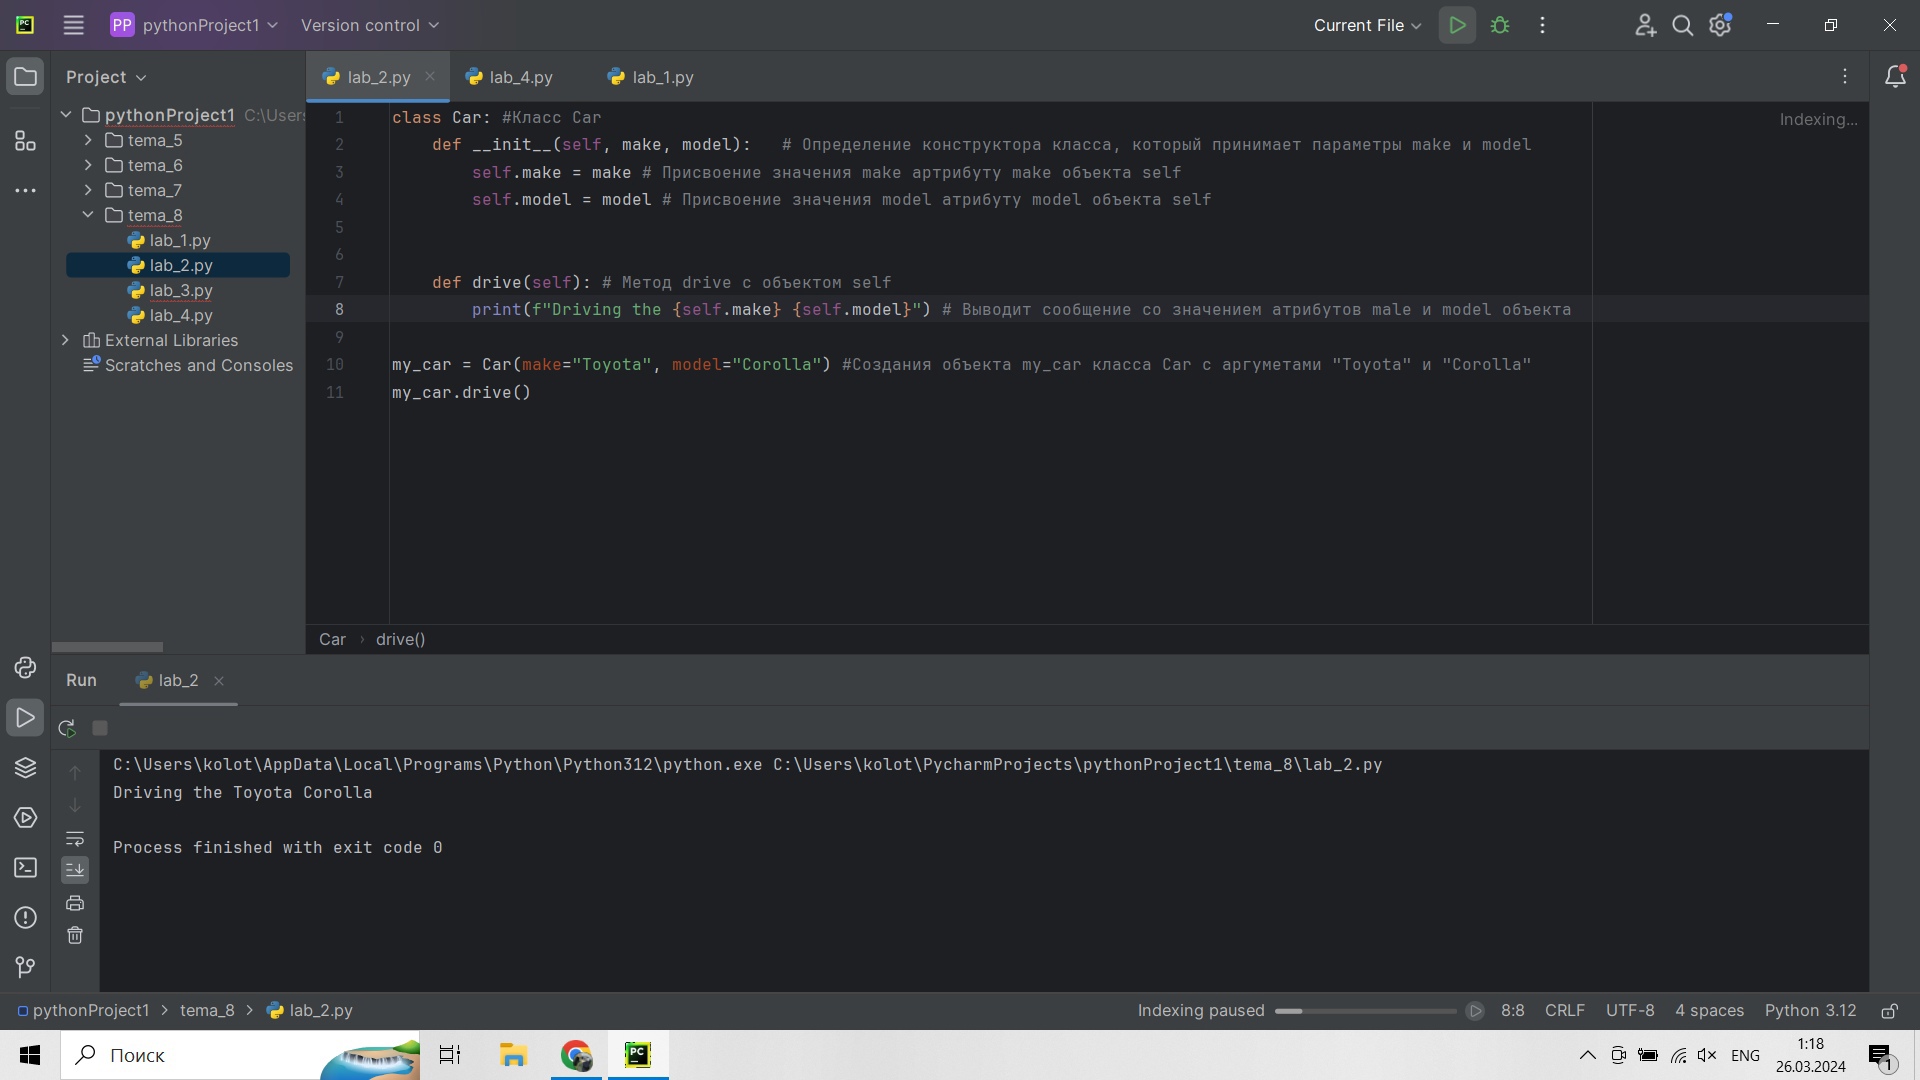 PC
PP pythonProject1 Version control Current File
Project
lab_2.py lab_4.py lab_1.py
pythonProject1 C:\Users
tema_5
tema_6
tema_7
tema_8
lab_1.py
lab_2.py
lab_3.py
lab_4.py
External Libraries
Scratches and Consoles
Indexing...
1 class Car: #Класс Car
2 def __init__(self, make, model): # Определение конструктора класса, который принимает параметры make и model
3 self.make = make # Присвоение значения make артрибуту make объекта self
4 self.model = model # Присвоение значения model атрибуту model объекта self
5
6
7 def drive(self): # Метод drive с объектом self
8 print(f"Driving the {self.make} {self.model}") # Выводит сообщение со значением атрибутов male и model объекта
9
10 my_car = Car(make="Toyota", model="Corolla") #Создания объекта my_car класса Car с аргуметами "Toyota" и "Corolla"
11 my_car.drive()
Car › drive()
Run lab_2
C:\Users\kolot\AppData\Local\Programs\Python\Python312\python.exe C:\Users\kolot\PycharmProjects\pythonProject1\tema_8\lab_2.py
Driving the Toyota Corolla
Process finished with exit code 0
pythonProject1 > tema_8 > lab_2.py Indexing paused 8:8 CRLF UTF-8 4 spaces Python 3.12
Поиск PC ENG 1:18
26.03.2024 1